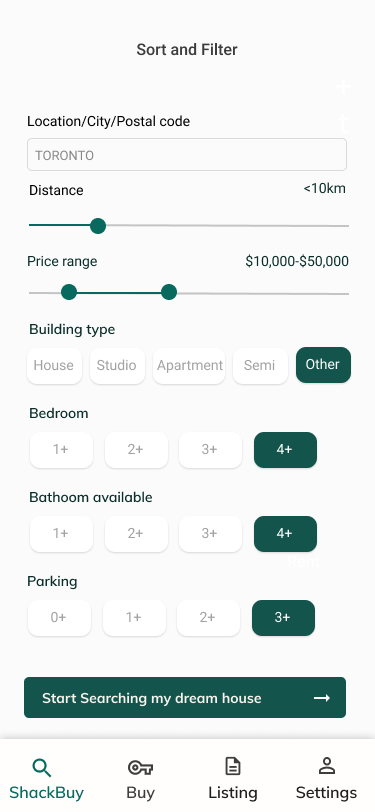 Sort and Filter
Location/City/Postal code
TORONTO
Distance <10km
Price range $10,000-$50,000
Building type
House Studio Apartment Semi Other
Bedroom
1+ 2+ 3+ 4+
Bathoom available
1+ 2+ 3+ 4+
Parking
0+ 1+ 2+ 3+
Start Searching my dream house
ShackBuy Buy Listing Settings